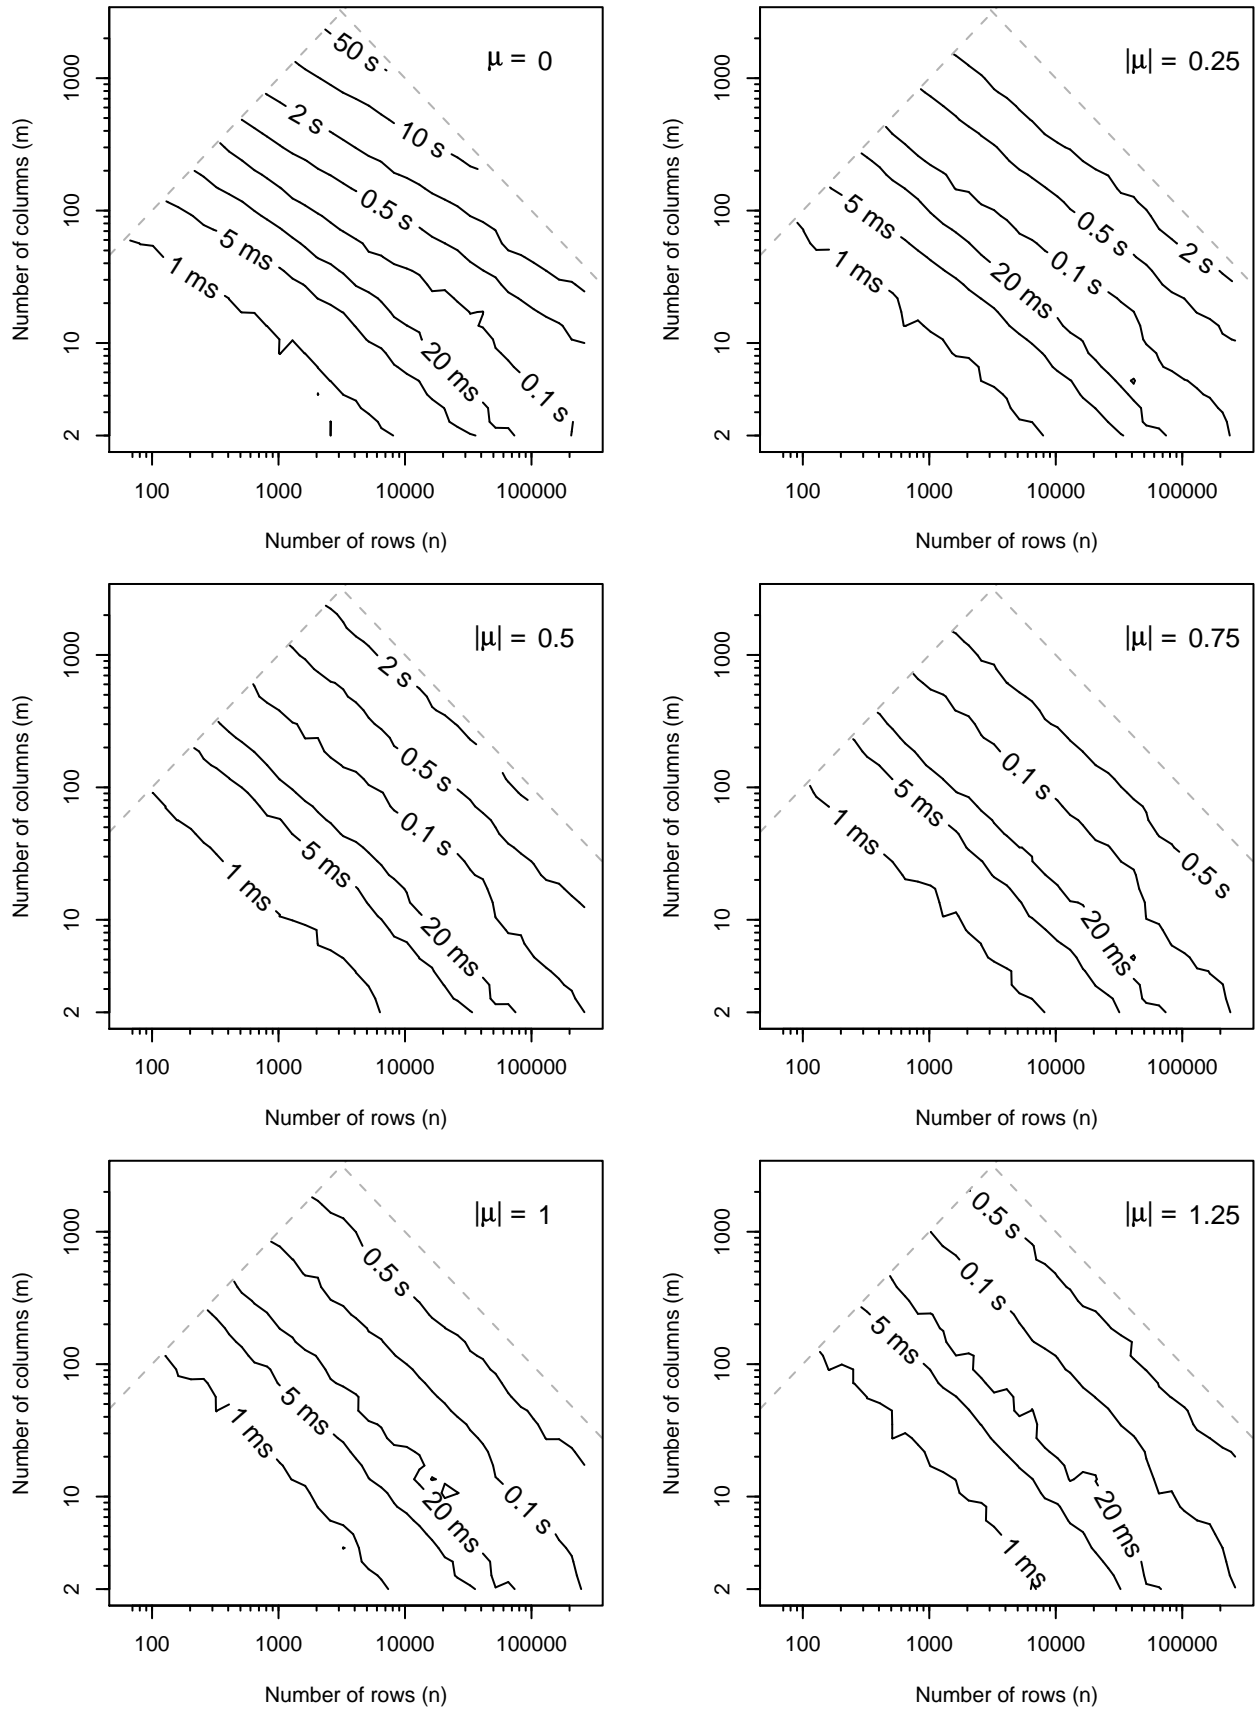 50 s
μ = 0
2 s
10 s
0.5 s
5 ms
1 ms
20 ms
0.1 s
Number of columns (m)
1000
100
10
2
100 1000 10000 100000
Number of rows (n)
|μ| = 0.25
5 ms
0.5 s
2 s
0.1 s
1 ms
20 ms
Number of columns (m)
1000
100
10
2
100 1000 10000 100000
Number of rows (n)
|μ| = 0.5
2 s
0.5 s
0.1 s
5 ms
1 ms
20 ms
Number of columns (m)
1000
100
10
2
100 1000 10000 100000
Number of rows (n)
|μ| = 0.75
0.1 s
5 ms
1 ms
0.5 s
20 ms
Number of columns (m)
1000
100
10
2
100 1000 10000 100000
Number of rows (n)
|μ| = 1
0.5 s
5 ms
1 ms
0.1 s
20 ms
Number of columns (m)
1000
100
10
2
100 1000 10000 100000
Number of rows (n)
0.5 s
|μ| = 1.25
0.1 s
5 ms
20 ms
1 ms
Number of columns (m)
1000
100
10
2
100 1000 10000 100000
Number of rows (n)